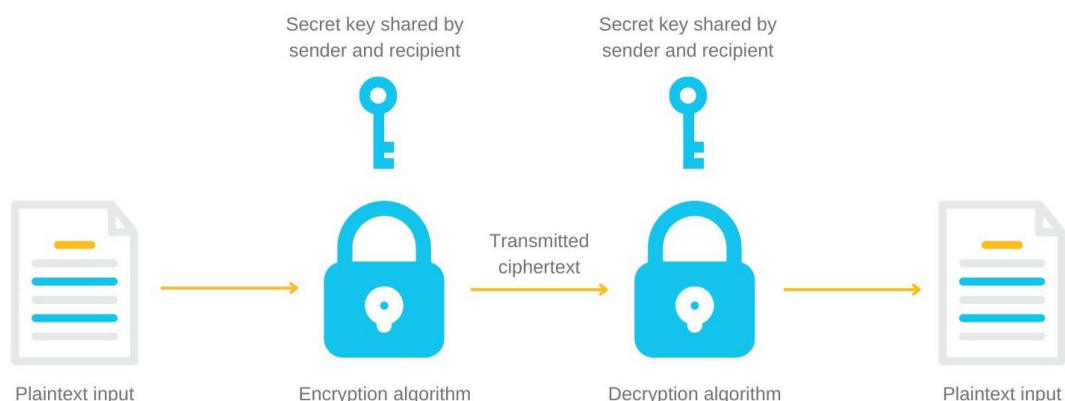 Secret key shared by
sender and recipient
Secret key shared by
sender and recipient
Transmitted
ciphertext
Plaintext input
Encryption algorithm
Decryption algorithm
Plaintext input